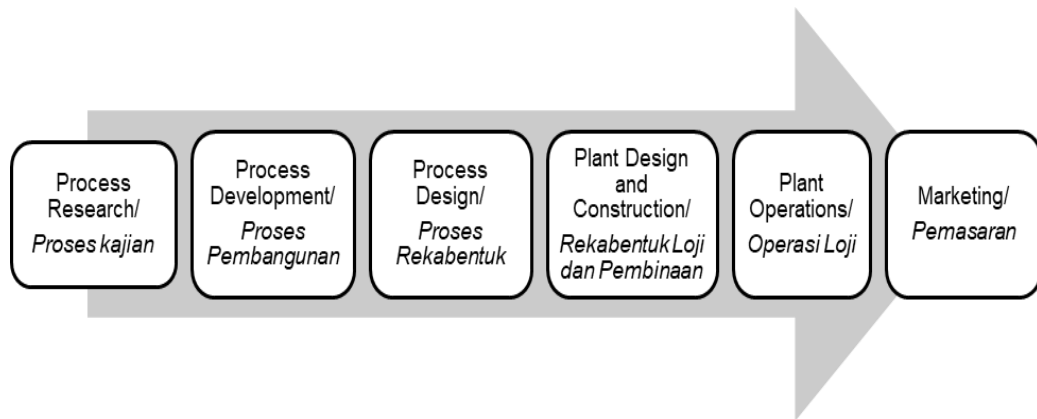 Process
Research/
Proses kajian
Process
Development/
Proses
Pembangunan
Process
Design/
Proses
Rekabentuk
Plant Design
and
Construction/
Rekabentuk Loji
dan Pembinaan
Plant
Operations/
Operasi Loji
Marketing/
Pemasaran